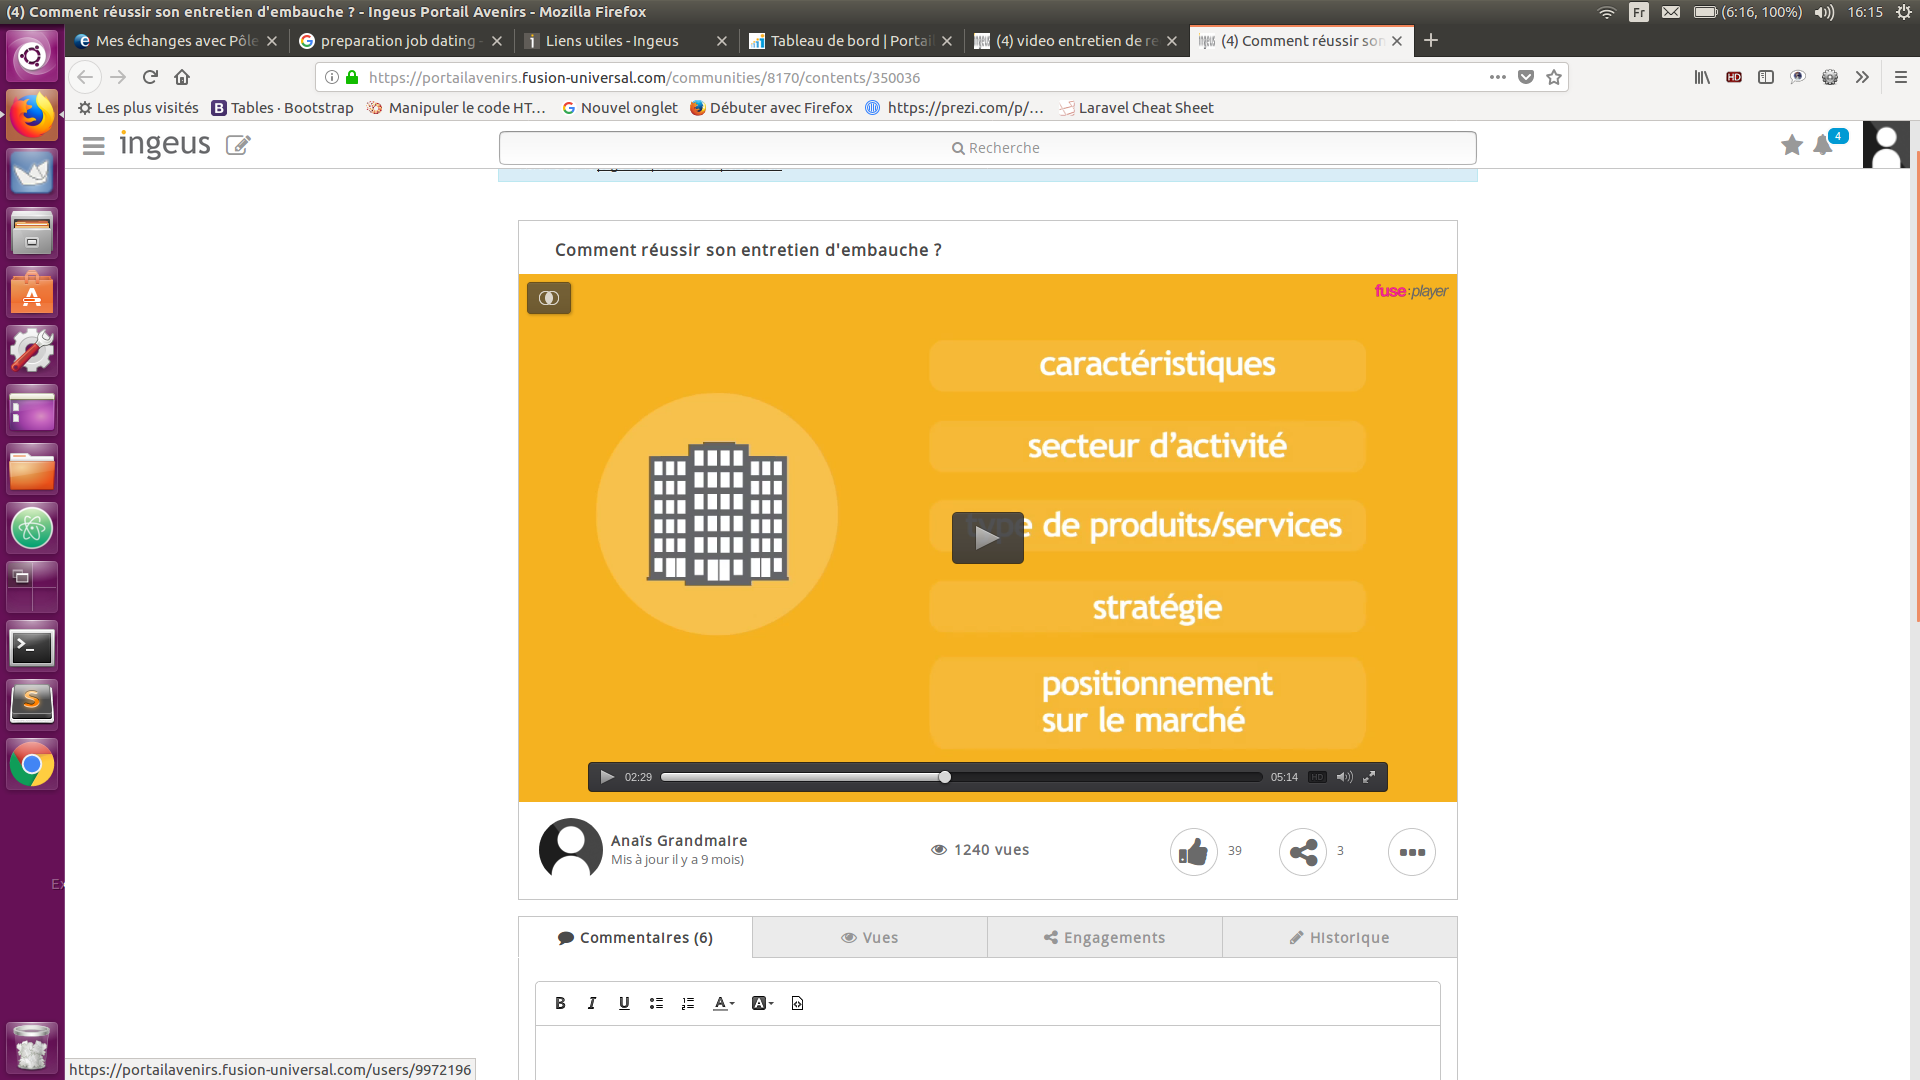 (4) Comment réussir son entretien d'embauche ? - Ingeus Portail Avenirs - Mozilla Firefox
Fr
(6:16, 100%)
16:15
Mes échanges avec Pôle
preparation job dating -
Liens utiles - Ingeus
Tableau de bord | Portail
(4) video entretien de re
(4) Comment réussir son
https://portailavenirs.fusion-universal.com/communities/8170/contents/350036
Les plus visités
Tables · Bootstrap
Manipuler le code HT...
Nouvel onglet
Débuter avec Firefox
https://prezi.com/p/...
Laravel Cheat Sheet
ingeus
Recherche
4
Comment réussir son entretien d'embauche ?
fuse:player
caractéristiques
secteur d'activité
type de produits/services
stratégie
positionnement
sur le marché
02:29
05:14
HD
Anaïs Grandmaire
Mis à jour il y a 9 mois)
1240 vues
39
3
Commentaires (6)
Vues
Engagements
Historique
B I U A A
Ex
https://portailavenirs.fusion-universal.com/users/9972196